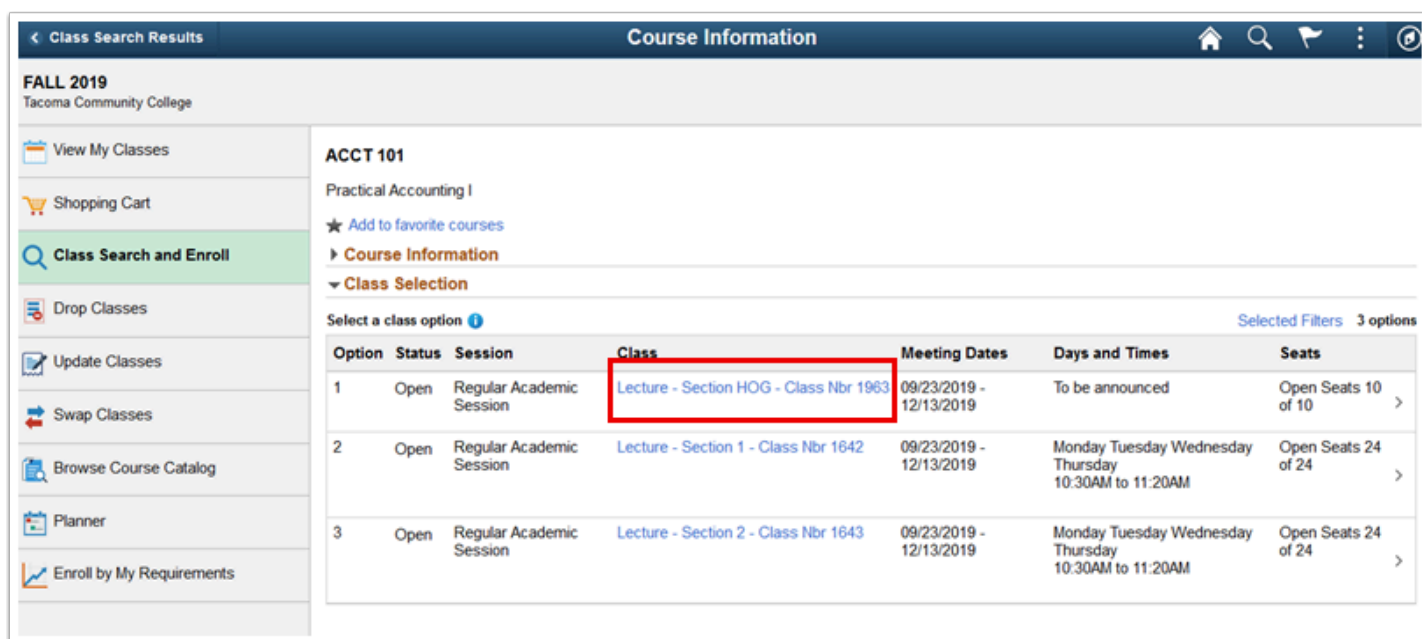 Class Search Results
Course Information
FALL 2019
Tacoma Community College
View My Classes
Shopping Cart
Class Search and Enroll
Drop Classes
Update Classes
Swap Classes
Browse Course Catalog
Planner
Enroll by My Requirements
ACCT 101
Practical Accounting I
Add to favorite courses
Course Information
Class Selection
Select a class option
Selected Filters 3 options
Option Status Session Class Meeting Dates Days and Times Seats
1 Open Regular Academic Lecture - Section HOG - Class Nbr 1963 09/23/2019 - To be announced Open Seats 10
Session 12/13/2019 of 10
2 Open Regular Academic Lecture - Section 1 - Class Nbr 1642 09/23/2019 - Monday Tuesday Wednesday Open Seats 24
Session 12/13/2019 Thursday of 24
10:30AM to 11:20AM
3 Open Regular Academic Lecture - Section 2 - Class Nbr 1643 09/23/2019 - Monday Tuesday Wednesday Open Seats 24
Session 12/13/2019 Thursday of 24
10:30AM to 11:20AM